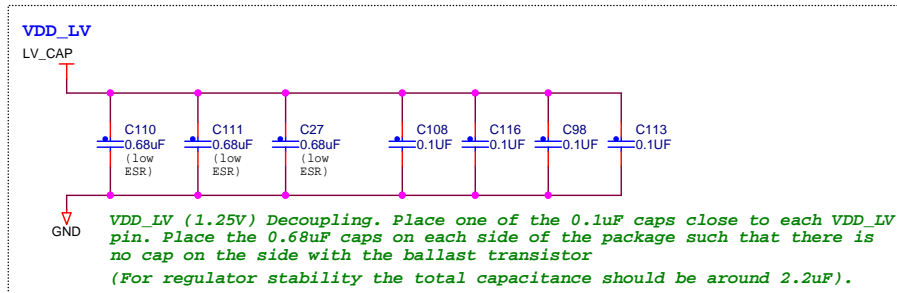 VDD_LV
LV_CAP
C110
0.68uF
(low
ESR)
C111
0.68uF
(low
ESR)
C27
0.68uF
(low
ESR)
C108
0.1UF
C116
0.1UF
C98
0.1UF
C113
0.1UF
GND
VDD_LV (1.25V) Decoupling. Place one of the 0.1uF caps close to each VDD_LV
pin. Place the 0.68uF caps on each side of the package such that there is
no cap on the side with the ballast transistor
(For regulator stability the total capacitance should be around 2.2uF).